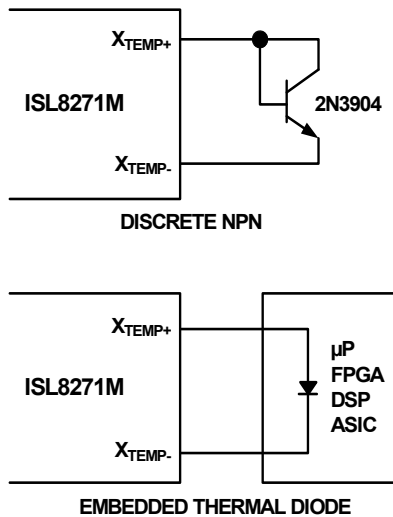 XTEMP+
ISL8271M
2N3904
XTEMP-
DISCRETE NPN
XTEMP+
ISL8271M
µP
FPGA
DSP
ASIC
XTEMP-
EMBEDDED THERMAL DIODE